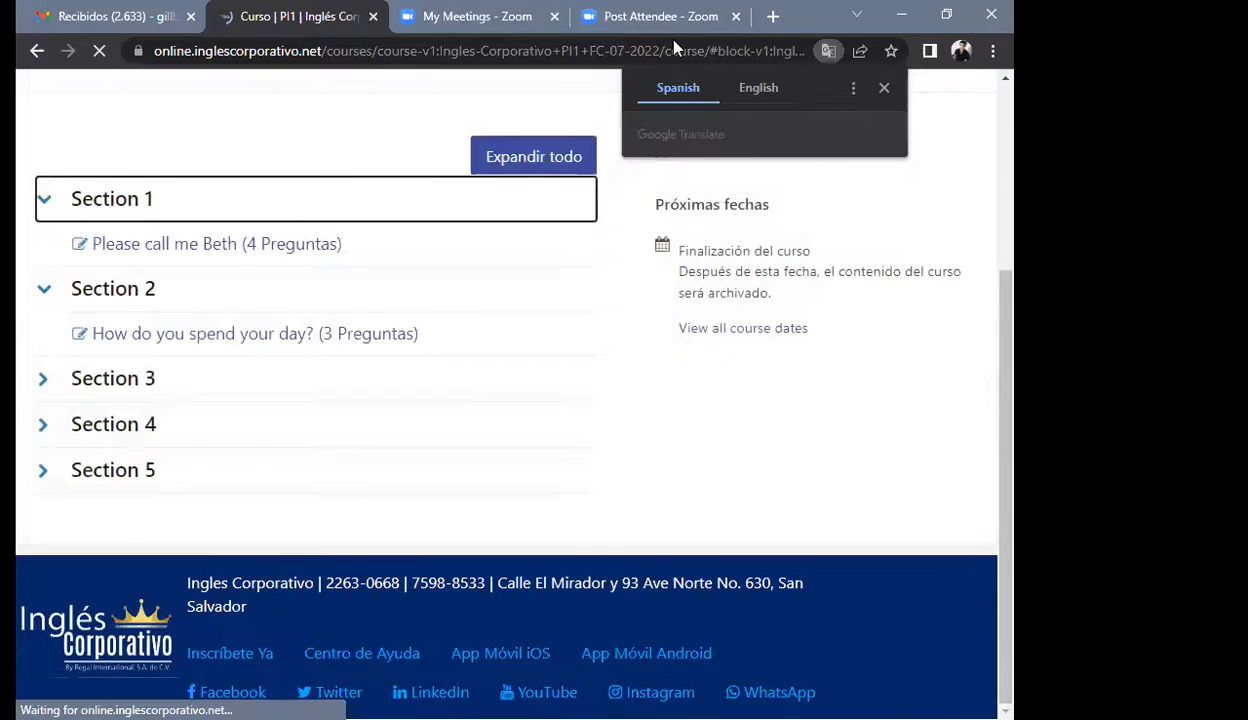 Recibidos (2.633) - gill
Curso | PI1 | Inglés Cor
My Meetings - Zoom
Post Attendee - Zoom
online.inglescorporativo.net/courses/course-v1:Ingles-Corporativo+PI1+FC-07-2022/course/#block-v1:Ingl...
Spanish
English
Google Translate
Expandir todo
Section 1
Please call me Beth (4 Preguntas)
Section 2
How do you spend your day? (3 Preguntas)
Section 3
Section 4
Section 5
Próximas fechas
Finalización del curso
Después de esta fecha, el contenido del curso
será archivado.
View all course dates
Inglés
Corporativo
By Regal International, S.A. de C.V.
Ingles Corporativo | 2263-0668 | 7598-8533 | Calle El Mirador y 93 Ave Norte No. 630, San
Salvador
Inscríbete Ya
Centro de Ayuda
App Móvil iOS
App Móvil Android
Facebook
Twitter
LinkedIn
YouTube
Instagram
WhatsApp
Waiting for online.inglescorporativo.net...